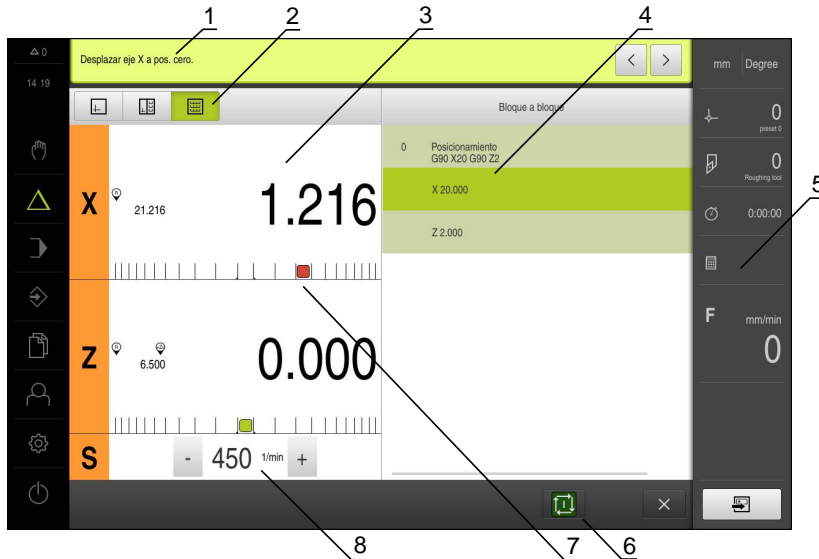 1
2
3
4
0
Desplazar eje X a pos. cero.
mm Degree
14 19
Bloque a bloque
0
preset 0
0 Posicionamiento
G90 X20 G90 Z2
X 20.000
Z 2.000
0
Roughing tool
5
0:00:00
X
R
21.216
1.216
F mm/min
0
Z
R
6.500
0.000
S
- 450 1/min +
8
7
6